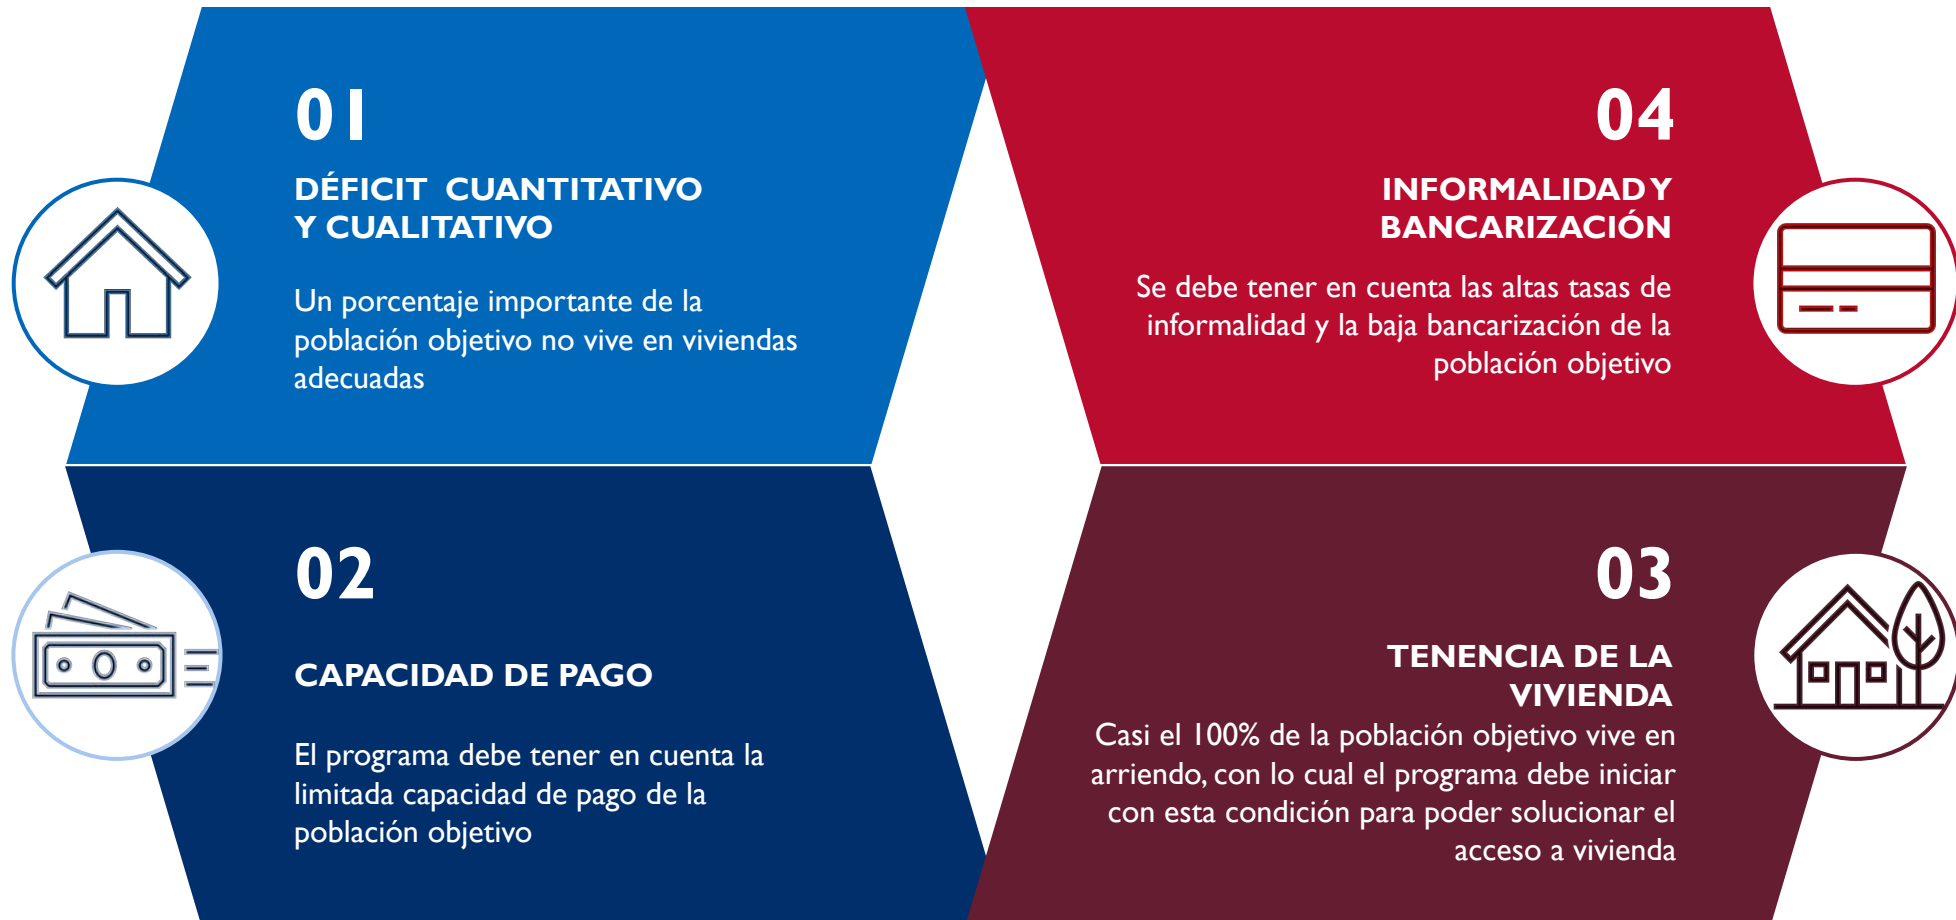 01
DÉFICIT CUANTITATIVO
Y CUALITATIVO
Un porcentaje importante de la
población objetivo no vive en viviendas
adecuadas
02
CAPACIDAD DE PAGO
El programa debe tener en cuenta la
limitada capacidad de pago de la
población objetivo
03
TENENCIA DE LA
VIVIENDA
Casi el 100% de la población objetivo vive en
arriendo, con lo cual el programa debe iniciar
con esta condición para poder solucionar el
acceso a vivienda
04
INFORMALIDAD Y
BANCARIZACIÓN
Se debe tener en cuenta las altas tasas de
informalidad y la baja bancarización de la
población objetivo